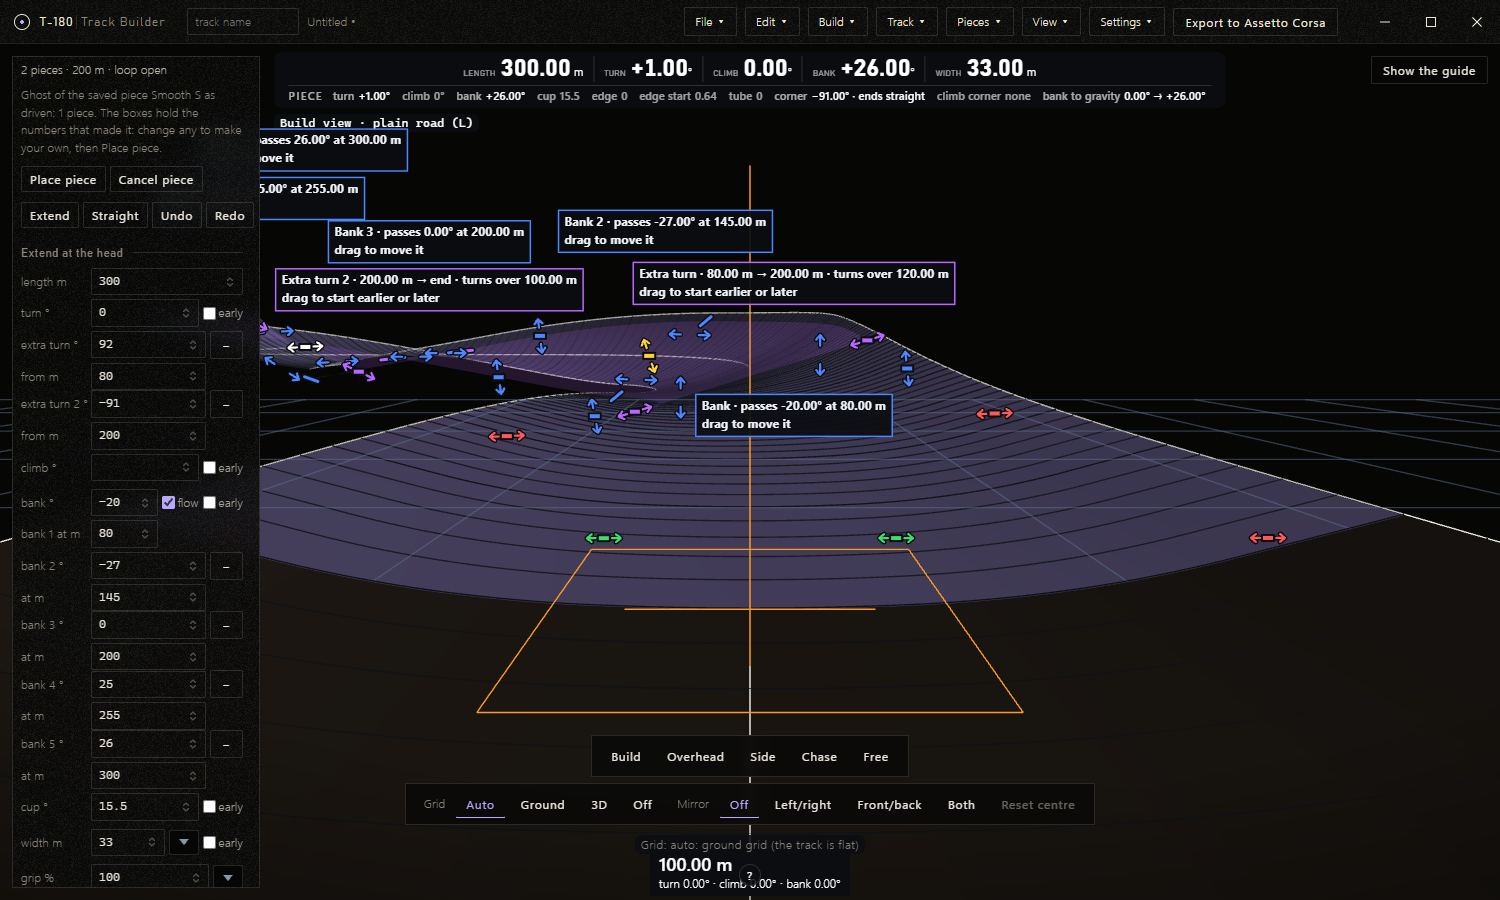 T-180 Track Builder
track name
Untitled •
File
Edit
Build
Track
Pieces
View
Settings
Export to Assetto Corsa
2 pieces · 200 m · loop open
Ghost of the saved piece Smooth S as
driven: 1 piece. The boxes hold the
numbers that made it: change any to make
your own, then Place piece.
Place piece
Cancel piece
Extend
Straight
Undo
Redo
Extend at the head
length m 300
turn ° 0 early
extra turn ° 92 −
from m 80
extra turn 2 ° −91 −
from m 200
climb ° early
bank ° −20 flow early
bank 1 at m 80
bank 2 ° −27 −
at m 145
bank 3 ° 0 −
at m 200
bank 4 ° 25 −
at m 255
bank 5 ° 26 −
at m 300
cup ° 15.5 early
width m 33 early
grip % 100
LENGTH 300.00 m TURN +1.00° CLIMB 0.00° BANK +26.00° WIDTH 33.00 m
PIECE turn +1.00° climb 0° bank +26.00° cup 15.5 edge 0 edge start 0.64 tube 0 corner −91.00° · ends straight climb corner none bank to gravity 0.00° → +26.00°
Show the guide
Build view · plain road (L)
passes 26.00° at 300.00 m
move it
5.00° at 255.00 m
Bank 3 · passes 0.00° at 200.00 m
drag to move it
Bank 2 · passes -27.00° at 145.00 m
drag to move it
Extra turn 2 · 200.00 m → end · turns over 100.00 m
drag to start earlier or later
Extra turn · 80.00 m → 200.00 m · turns over 120.00 m
drag to start earlier or later
Bank · passes -20.00° at 80.00 m
drag to move it
Build
Overhead
Side
Chase
Free
Grid Auto Ground 3D Off Mirror Off Left/right Front/back Both Reset centre
Grid: auto: ground grid (the track is flat)
100.00 m
?
turn 0.00° · climb 0.00° · bank 0.00°